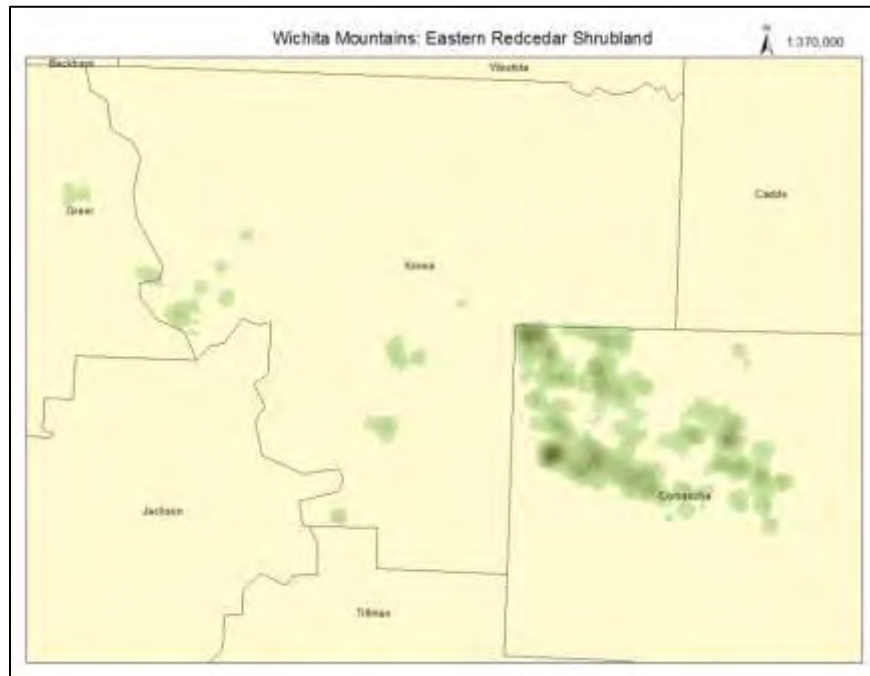 Wichita Mountains: Eastern Redcedar Shrubland
N
1:370,000
Beckham
Washita
Greer
Caddo
Kiowa
Jackson
Comanche
Tillman